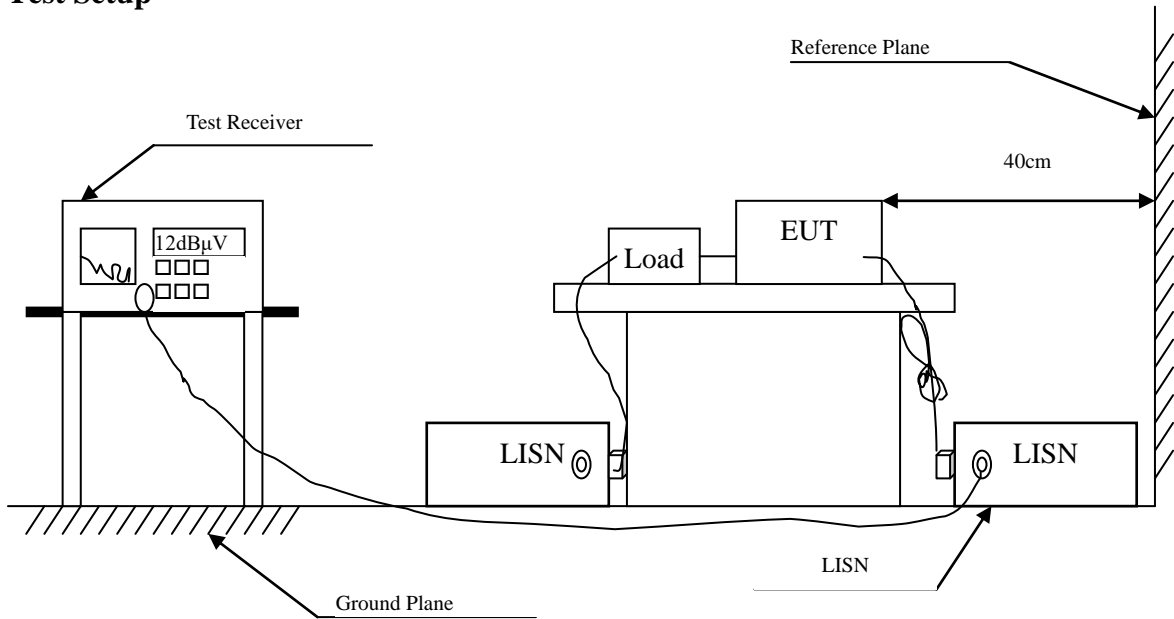 Test Setup
Reference Plane
Test Receiver
40cm
12dBµV
EUT
Load
LISN
LISN
LISN
Ground Plane